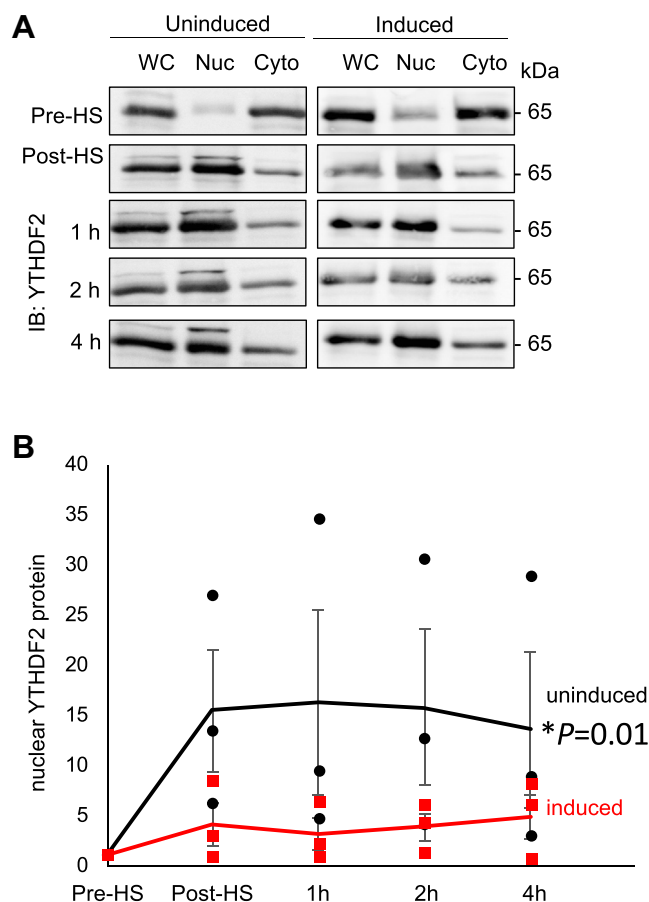 A
Uninduced Induced
WC Nuc Cyto WC Nuc Cyto kDa
Pre-HS 65
Post-HS 65
1 h 65
2 h 65
4 h 65
IB: YTHDF2
B
nuclear YTHDF2 protein
40
35
30
25
20
15
10
5
0
uninduced
*P=0.01
induced
Pre-HS Post-HS 1h 2h 4h